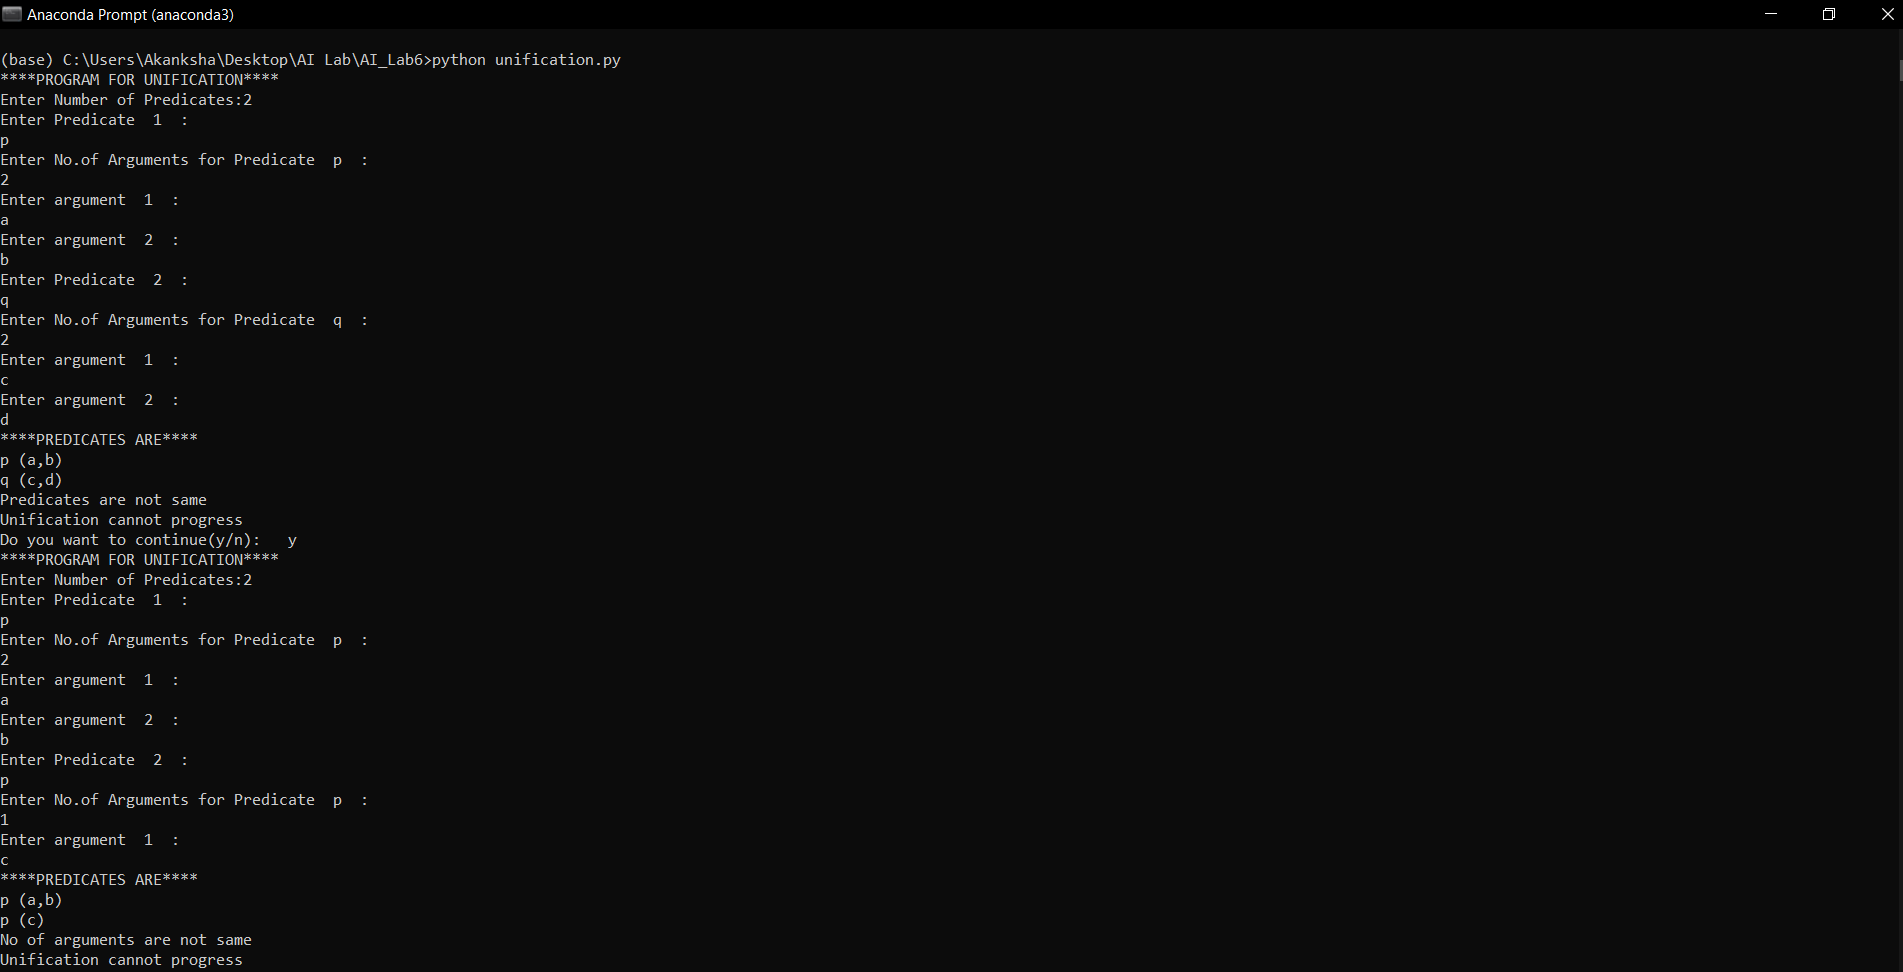 Anaconda Prompt (anaconda3)
(base) C:\Users\Akanksha\Desktop\AI Lab\AI_Lab6>python unification.py
****PROGRAM FOR UNIFICATION****
Enter Number of Predicates:2
Enter Predicate  1  :
p
Enter No.of Arguments for Predicate  p  :
2
Enter argument  1  :
a
Enter argument  2  :
b
Enter Predicate  2  :
q
Enter No.of Arguments for Predicate  q  :
2
Enter argument  1  :
c
Enter argument  2  :
d
****PREDICATES ARE****
p (a,b)
q (c,d)
Predicates are not same
Unification cannot progress
Do you want to continue(y/n):   y
****PROGRAM FOR UNIFICATION****
Enter Number of Predicates:2
Enter Predicate  1  :
p
Enter No.of Arguments for Predicate  p  :
2
Enter argument  1  :
a
Enter argument  2  :
b
Enter Predicate  2  :
p
Enter No.of Arguments for Predicate  p  :
1
Enter argument  1  :
c
****PREDICATES ARE****
p (a,b)
p (c)
No of arguments are not same
Unification cannot progress